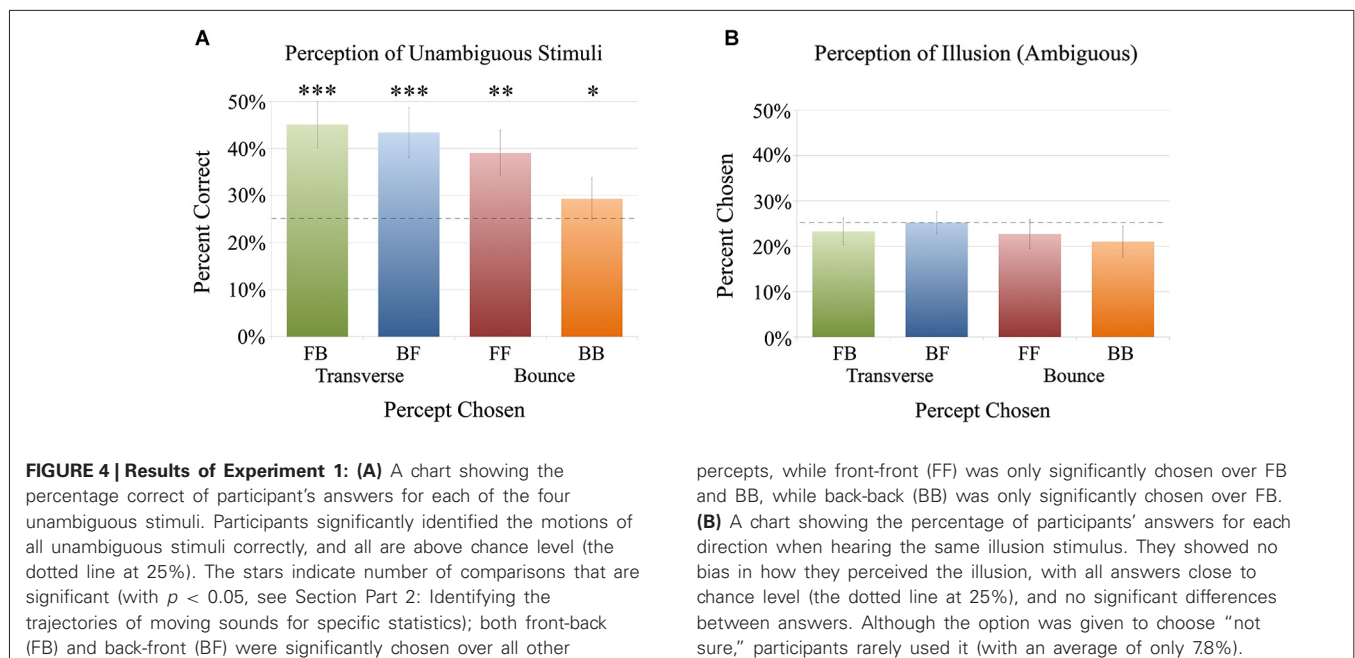 A
Perception of Unambiguous Stimuli
*** *** ** *
50%
40%
30%
20%
10%
0%
Percent Correct
FB BF FF BB
Transverse Bounce
Percept Chosen
B
Perception of Illusion (Ambiguous)
50%
40%
30%
20%
10%
0%
Percent Chosen
FB BF FF BB
Transverse Bounce
Percept Chosen
FIGURE 4 | Results of Experiment 1: (A) A chart showing the
percentage correct of participant's answers for each of the four
unambiguous stimuli. Participants significantly identified the motions of
all unambiguous stimuli correctly, and all are above chance level (the
dotted line at 25%). The stars indicate number of comparisons that are
significant (with p < 0.05, see Section Part 2: Identifying the
trajectories of moving sounds for specific statistics); both front-back
(FB) and back-front (BF) were significantly chosen over all other
percepts, while front-front (FF) was only significantly chosen over FB
and BB, while back-back (BB) was only significantly chosen over FB.
(B) A chart showing the percentage of participants' answers for each
direction when hearing the same illusion stimulus. They showed no
bias in how they perceived the illusion, with all answers close to
chance level (the dotted line at 25%), and no significant differences
between answers. Although the option was given to choose "not
sure," participants rarely used it (with an average of only 7.8%).